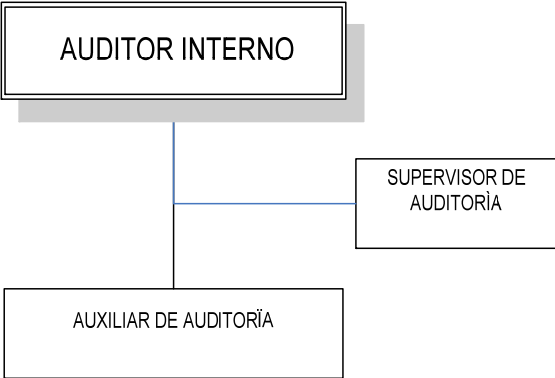 AUDITOR INTERNO
SUPERVISOR DE
AUDITORÌA
AUXILIAR DE AUDITORÏA